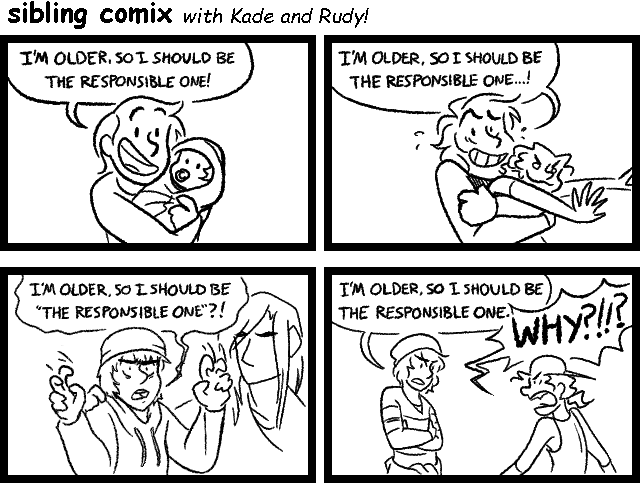 sibling comix with Kade and Rudy!
I'M OLDER, SO I SHOULD BE
THE RESPONSIBLE ONE!
I'M OLDER, SO I SHOULD BE
THE RESPONSIBLE ONE...!
I'M OLDER, SO I SHOULD BE
"THE RESPONSIBLE ONE"?!
I'M OLDER, SO I SHOULD BE
THE RESPONSIBLE ONE.
WHY?!!?